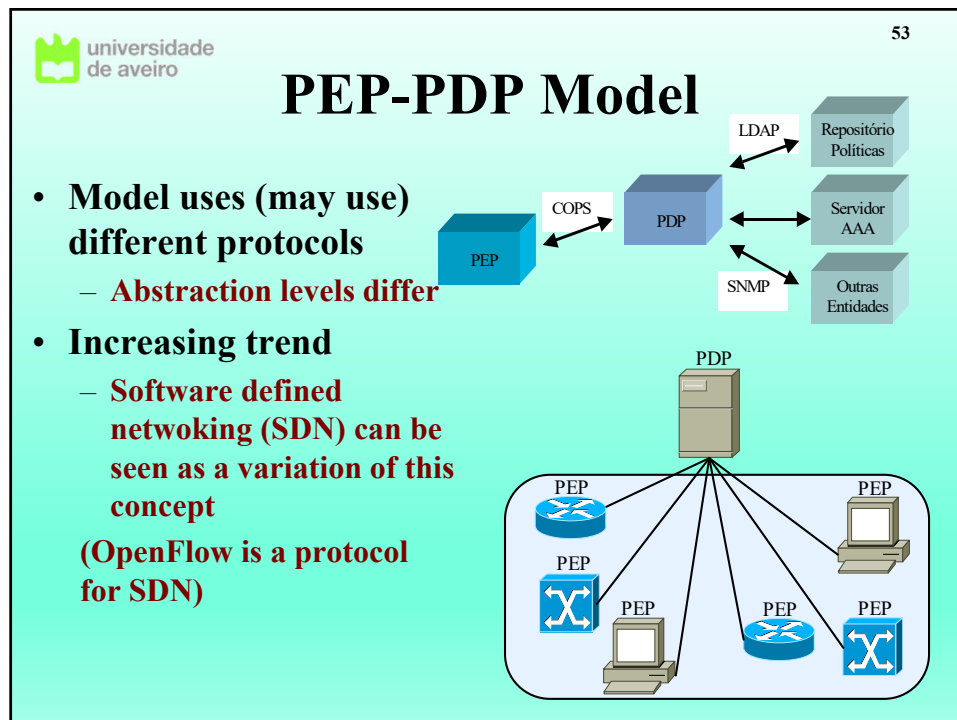 53
universidade
de aveiro
PEP-PDP Model
• Model uses (may use)
different protocols
– Abstraction levels differ
• Increasing trend
– Software defined
netwoking (SDN) can be
seen as a variation of this
concept
(OpenFlow is a protocol
for SDN)
LDAP
Repositório
Políticas
COPS
PDP
Servidor
AAA
PEP
SNMP
Outras
Entidades
PDP
PEP
PEP
PEP
PEP
PEP
PEP